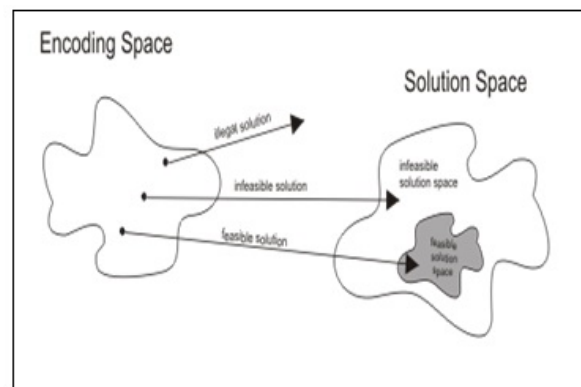 Encoding Space
Solution Space
illegal solution
infeasible
solution space
infeasible solution
feasible solution
feasible
solution
space